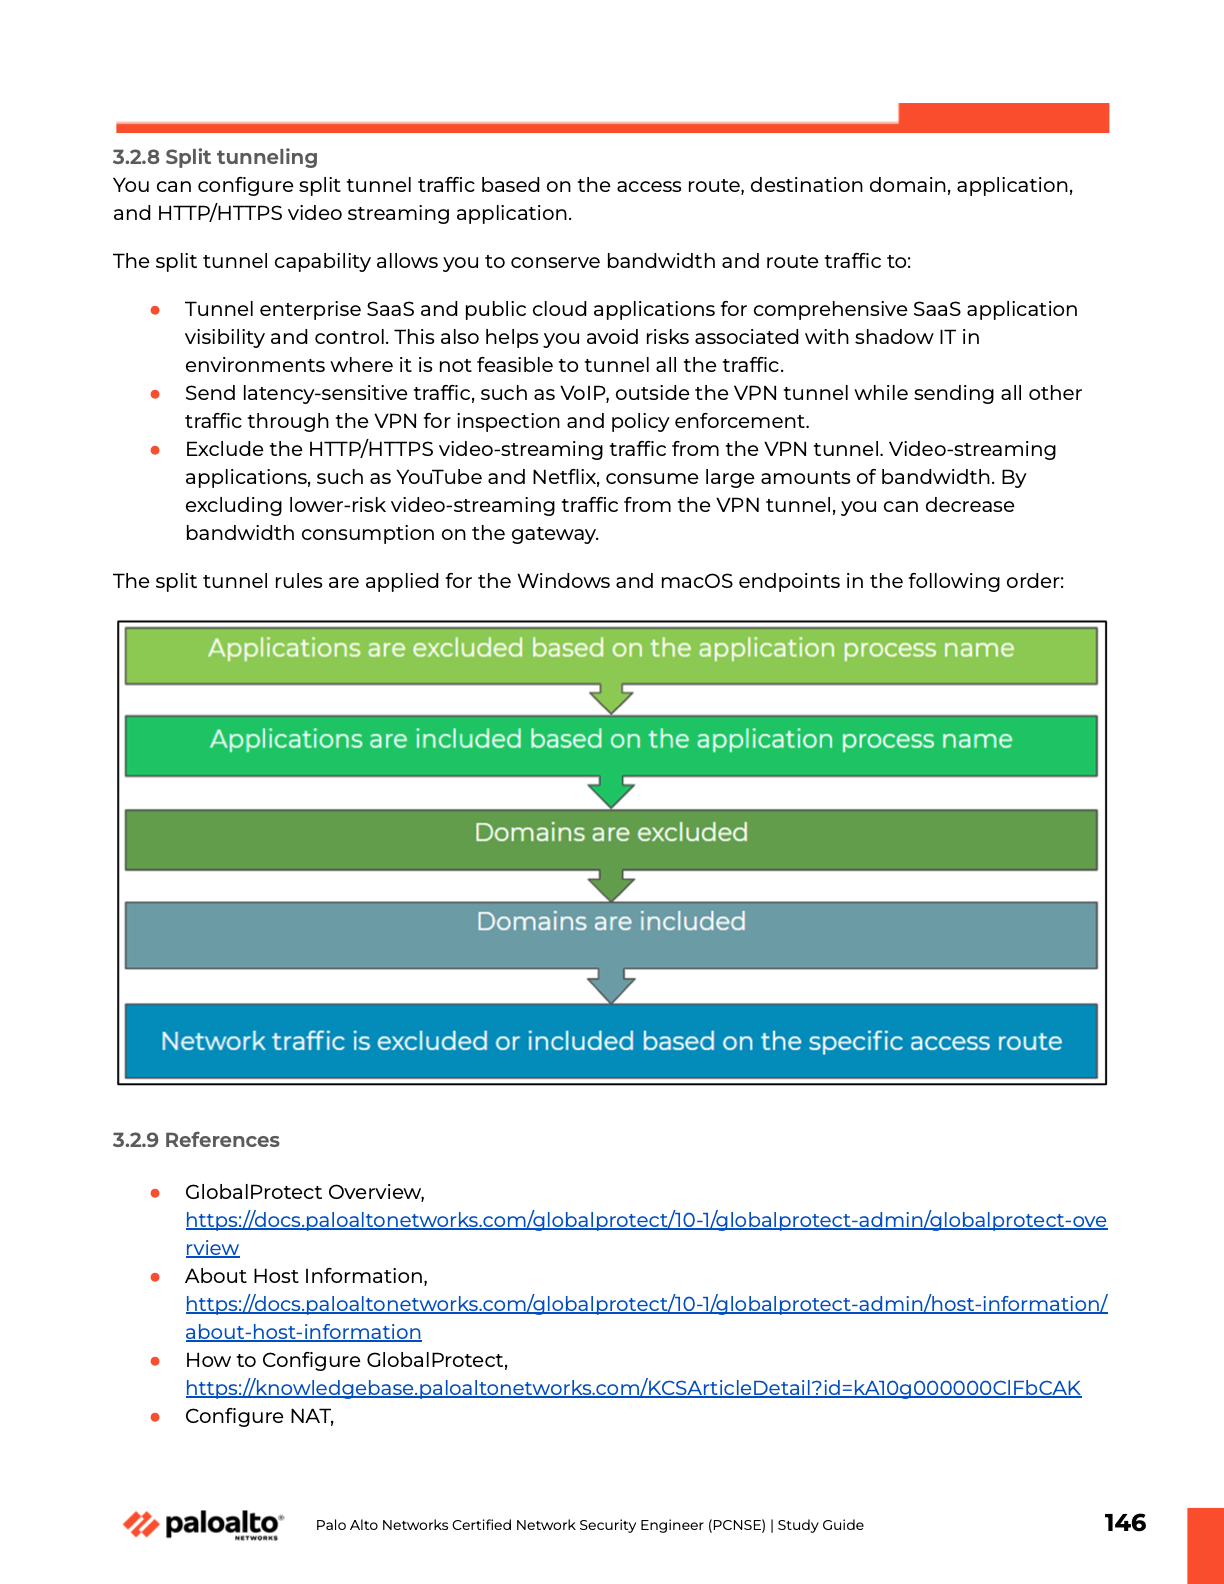 3.2.8 Split tunneling
You can configure split tunnel traffic based on the access route, destination domain, application,
and HTTP/HTTPS video streaming application.
The split tunnel capability allows you to conserve bandwidth and route traffic to:
● Tunnel enterprise SaaS and public cloud applications for comprehensive SaaS application
visibility and control. This also helps you avoid risks associated with shadow IT in
environments where it is not feasible to tunnel all the traffic.
● Send latency-sensitive traffic, such as VoIP, outside the VPN tunnel while sending all other
traffic through the VPN for inspection and policy enforcement.
● Exclude the HTTP/HTTPS video-streaming traffic from the VPN tunnel. Video-streaming
applications, such as YouTube and Netflix, consume large amounts of bandwidth. By
excluding lower-risk video-streaming traffic from the VPN tunnel, you can decrease
bandwidth consumption on the gateway.
The split tunnel rules are applied for the Windows and macOS endpoints in the following order:
Applications are excluded based on the application process name
Applications are included based on the application process name
Domains are excluded
Domains are included
Network traffic is excluded or included based on the specific access route
3.2.9 References
● GlobalProtect Overview,
https://docs.paloaltonetworks.com/globalprotect/10-1/globalprotect-admin/globalprotect-ove
rview
● About Host Information,
https://docs.paloaltonetworks.com/globalprotect/10-1/globalprotect-admin/host-information/
about-host-information
● How to Configure GlobalProtect,
https://knowledgebase.paloaltonetworks.com/KCSArticleDetail?id=kA10g000000ClFbCAK
● Configure NAT,
paloalto®
NETWORKS
Palo Alto Networks Certified Network Security Engineer (PCNSE) | Study Guide
146